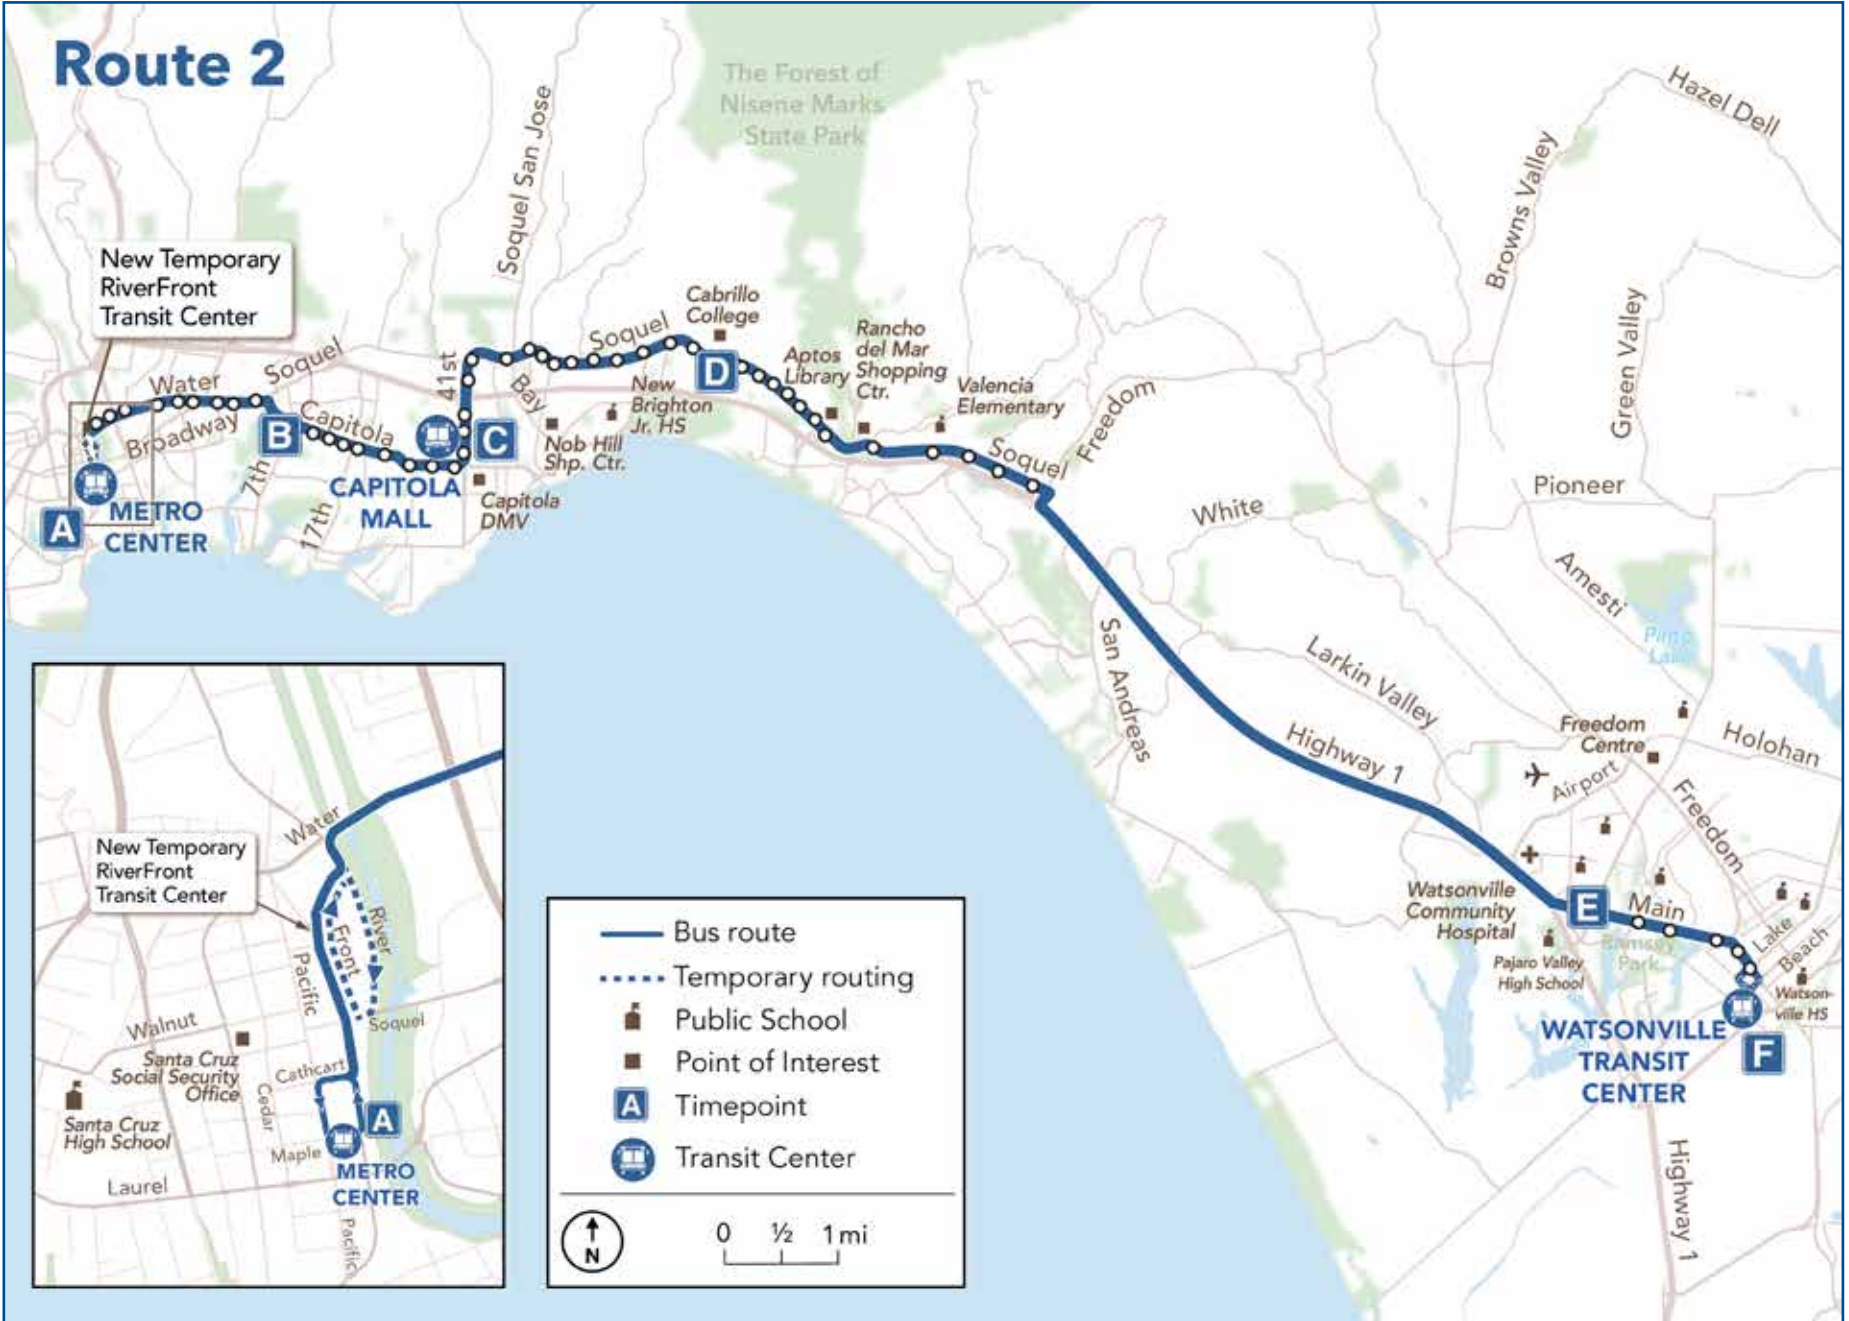 Route 2
The Forest of
Nisene Marks
State Park
Hazel Dell
Browns Valley
Green Valley
Soquel San Jose
New Temporary
RiverFront
Transit Center
Cabrillo
College
Soquel
Soquel
Water
Broadway
Capitola
41st
Bay
7th
17th
A
METRO
CENTER
B
CAPITOLA
MALL
C
D
Capitola
DMV
Nob Hill
Shp. Ctr.
New
Brighton
Jr. HS
Aptos
Library
Rancho
del Mar
Shopping
Ctr.
Valencia
Elementary
Soquel
Freedom
White
Pioneer
Amesti
San Andreas
Larkin Valley
Highway 1
Freedom
Centre
Holohan
Airport
Freedom
Watsonville
Community
Hospital
E
Main
Ramsey
Park
Lake
Beach
Pajaro Valley
High School
Watson-
ville HS
WATSONVILLE
TRANSIT
CENTER
F
Highway 1
Water
New Temporary
RiverFront
Transit Center
River
Front
Pacific
Walnut
Soquel
Santa Cruz
Social Security
Office
Cathcart
Cedar
Santa Cruz
High School
A
Maple
METRO
CENTER
Laurel
Pacific
Bus route
Temporary routing
Public School
Point of Interest
A Timepoint
Transit Center
N
0 ½ 1 mi